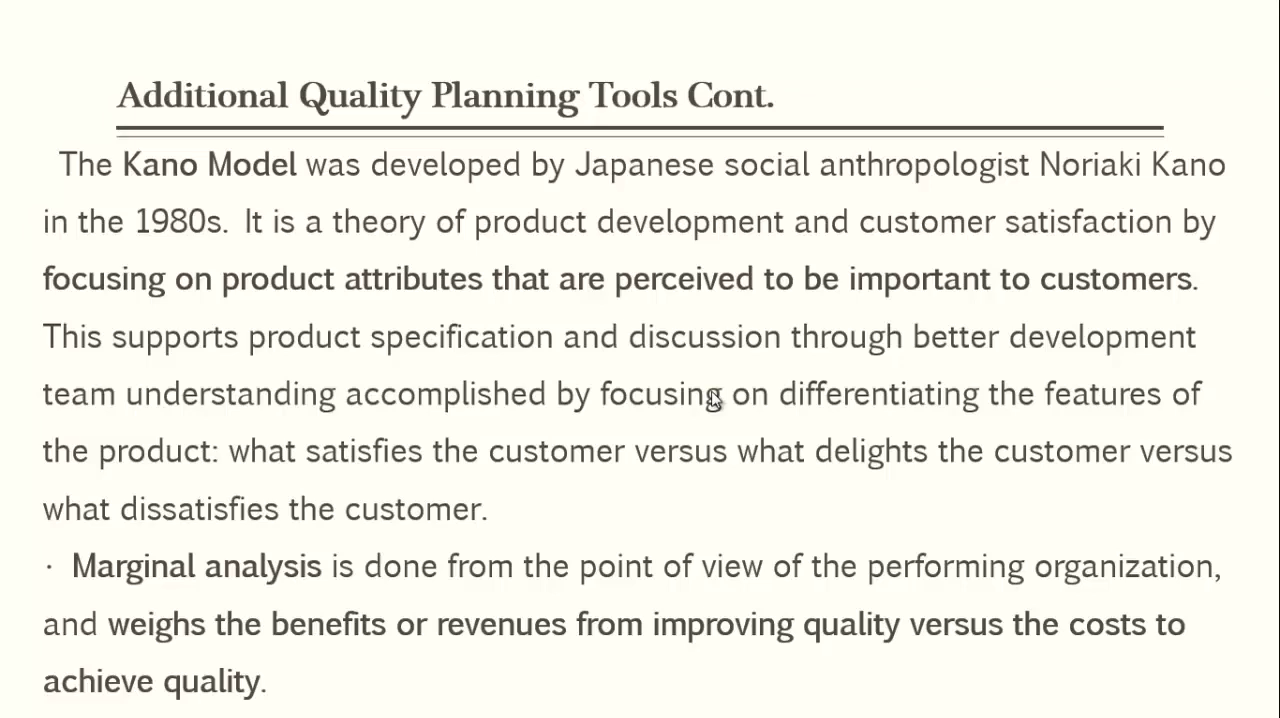 Additional Quality Planning Tools Cont.
The Kano Model was developed by Japanese social anthropologist Noriaki Kano
in the 1980s. It is a theory of product development and customer satisfaction by
focusing on product attributes that are perceived to be important to customers.
This supports product specification and discussion through better development
team understanding accomplished by focusing on differentiating the features of
the product: what satisfies the customer versus what delights the customer versus
what dissatisfies the customer.
· Marginal analysis is done from the point of view of the performing organization,
and weighs the benefits or revenues from improving quality versus the costs to
achieve quality.